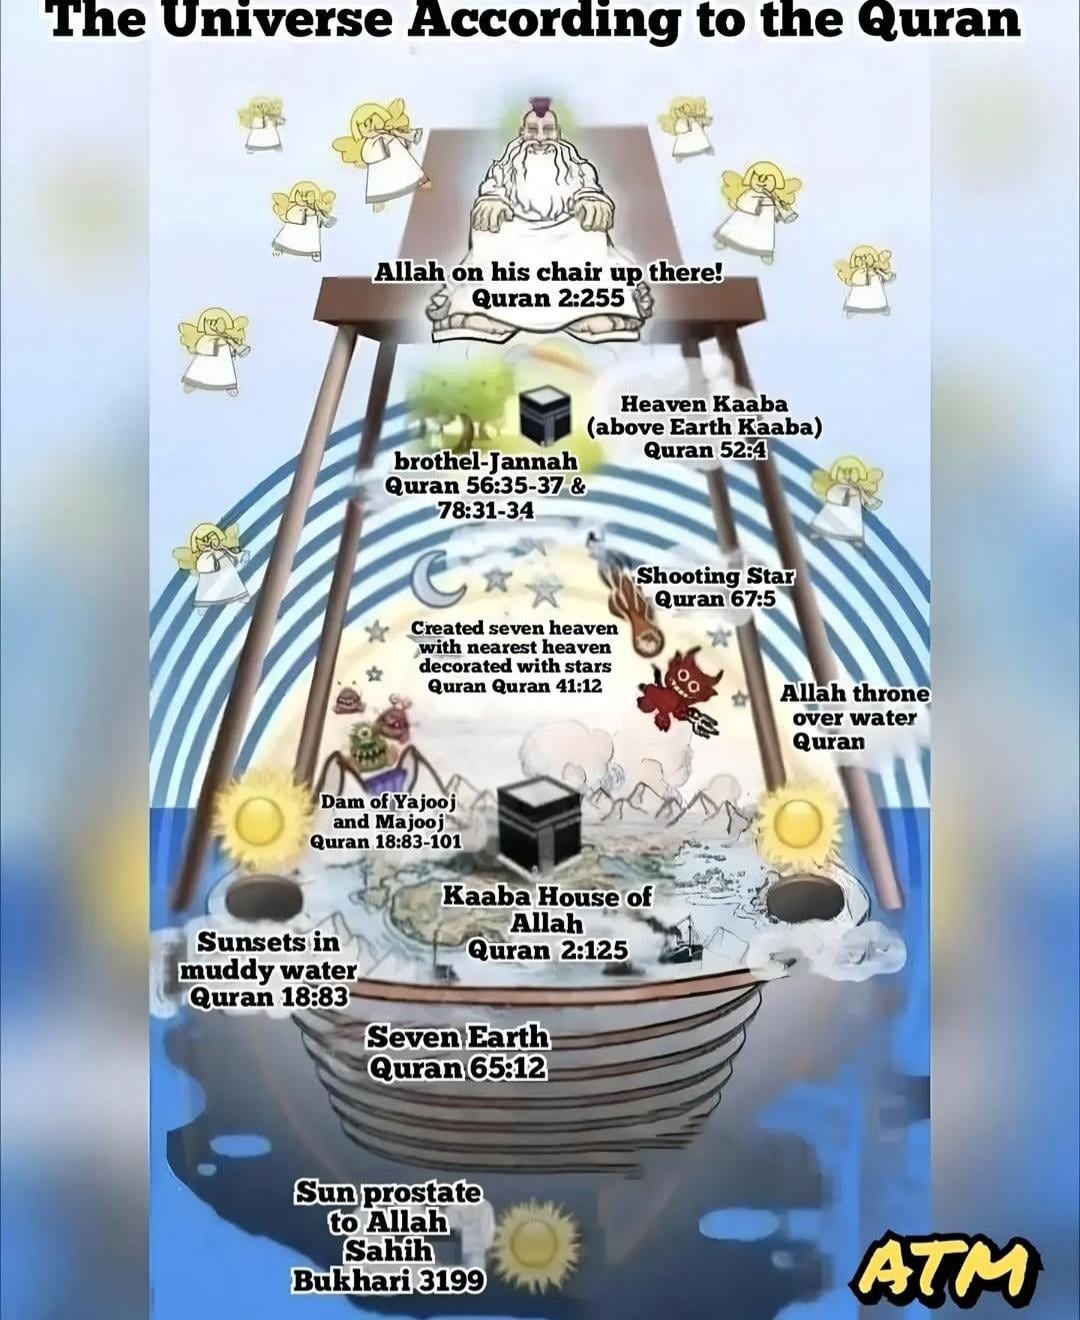 The Universe According to the Quran
Allah on his chair up there!
Quran 2:255
Heaven Kaaba
(above Earth Kaaba)
Quran 52:4
brothel-Jannah
Quran 56:35-37 &
78:31-34
Shooting Star
Quran 67:5
Created seven heaven
with nearest heaven
decorated with stars
Quran Quran 41:12
Allah throne
over water
Quran
Dam of Yajooj
and Majooj
Quran 18:83-101
Kaaba House of
Allah
Quran 2:125
Sunsets in
muddy water
Quran 18:83
Seven Earth
Quran 65:12
Sun prostate
to Allah
Sahih
Bukhari 3199
ATM